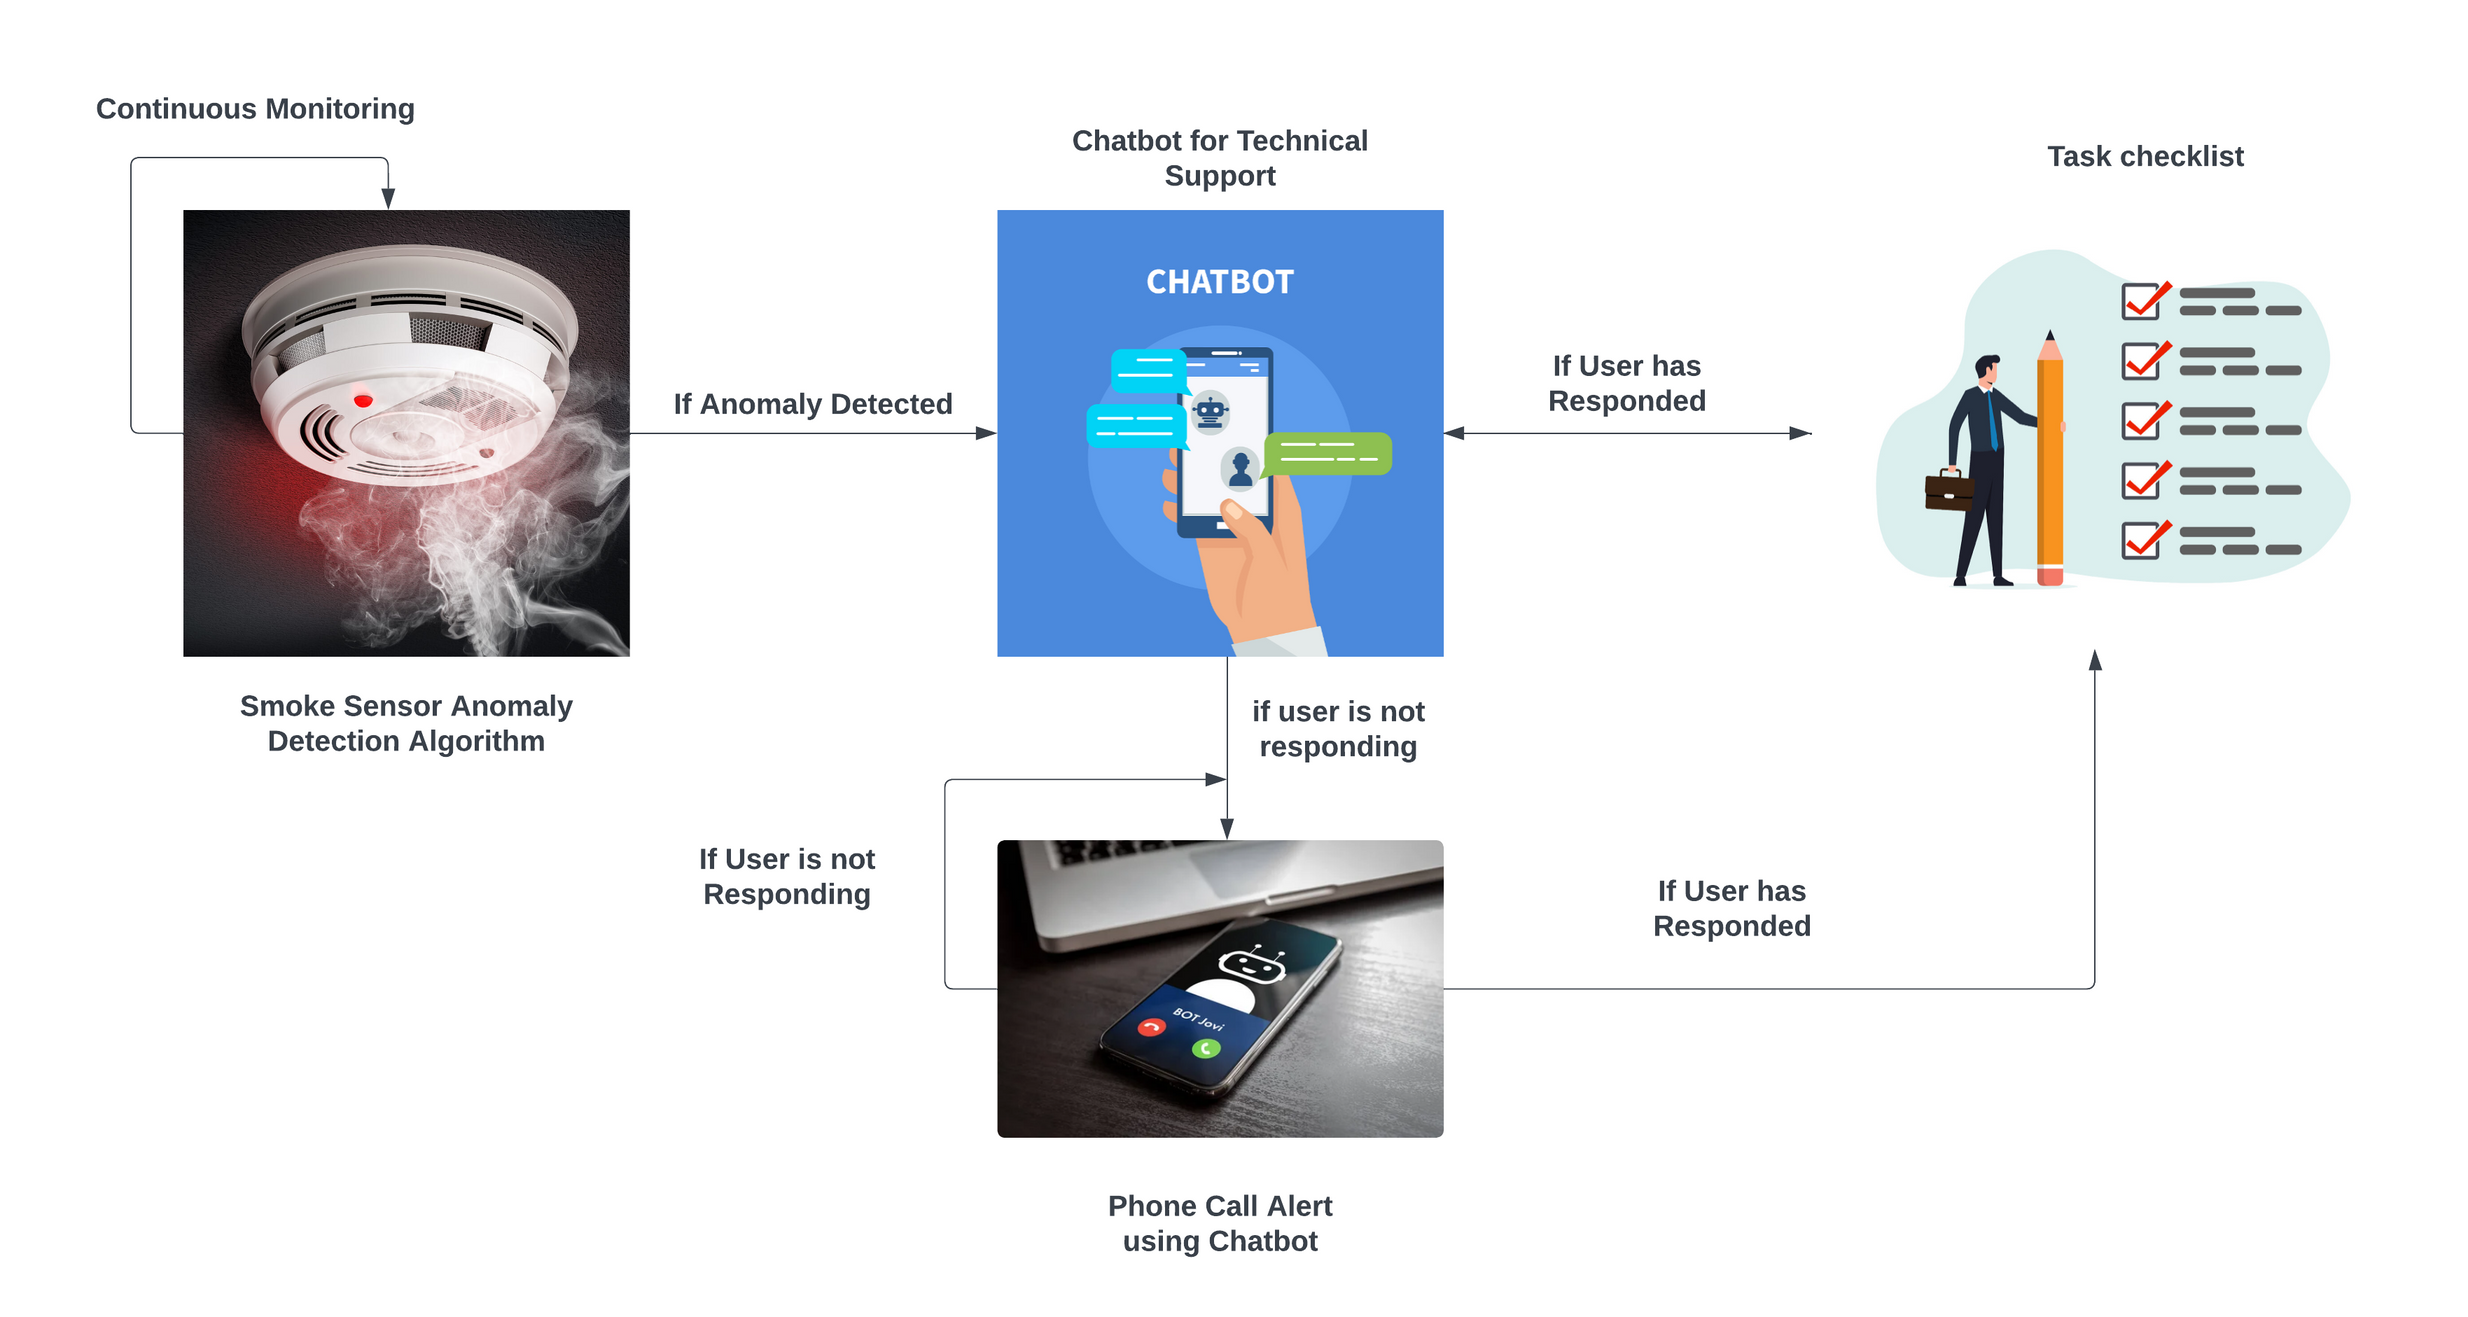 Continuous Monitoring
Chatbot for Technical
Support
Task checklist
CHATBOT
If Anomaly Detected
If User has
Responded
Smoke Sensor Anomaly
Detection Algorithm
if user is not
responding
If User is not
Responding
If User has
Responded
BOT Jovi
Phone Call Alert
using Chatbot